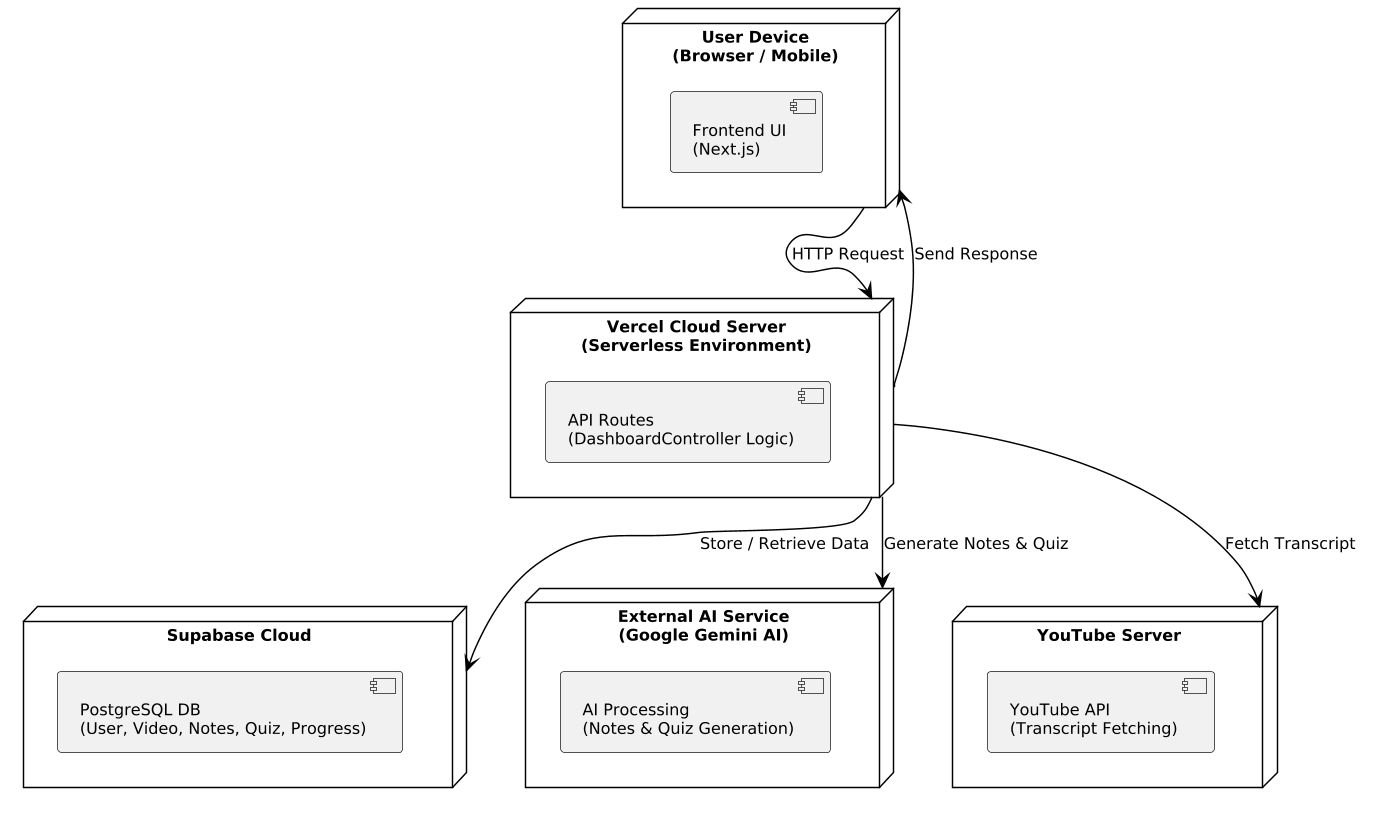 User Device
(Browser / Mobile)
Frontend UI
(Next.js)
HTTP Request
Send Response
Vercel Cloud Server
(Serverless Environment)
API Routes
(DashboardController Logic)
Store / Retrieve Data
Generate Notes & Quiz
Fetch Transcript
Supabase Cloud
PostgreSQL DB
(User, Video, Notes, Quiz, Progress)
External AI Service
(Google Gemini AI)
AI Processing
(Notes & Quiz Generation)
YouTube Server
YouTube API
(Transcript Fetching)